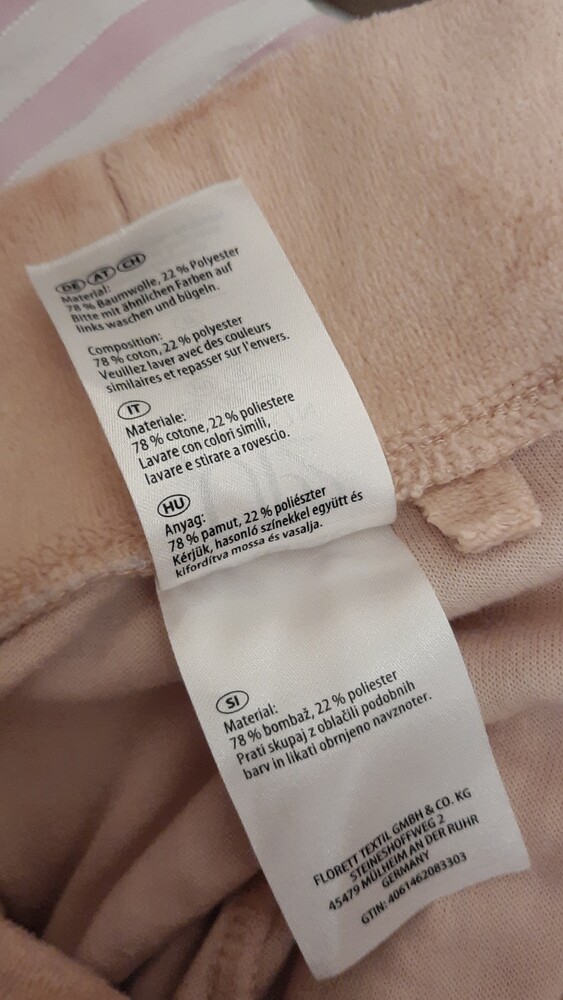 DE AT CH
Material:
78 % Baumwolle, 22 % Polyester
Bitte mit ähnlichen Farben auf
links waschen und bügeln.
Composition:
78 % coton, 22 % polyester
Veuillez laver avec des couleurs
similaires et repasser sur l'envers.
IT
Materiale:
78 % cotone, 22 % poliestere
Lavare con colori simili,
lavare e stirare a rovescio.
HU
Anyag:
78 % pamut, 22 % poliészter
Kérjük, hasonló színekkel együtt és
kifordítva mossa és vasalja.
SI
Material:
78 % bombaž, 22 % poliester
Prati skupaj z oblačili podobnih
barv in likati obrnjeno navznoter.
FLORETT TEXTIL GMBH & CO. KG
STEINESHOFFWEG 2
45479 MÜLHEIM AN DER RUHR
GERMANY
GTIN: 4061462083303